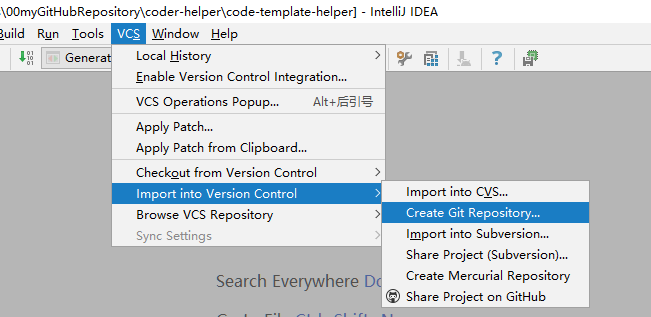 \00myGitHubRepository\coder-helper\code-template-helper] - IntelliJ IDEA
Build Run Tools VCS Window Help
Generat
Local History
Enable Version Control Integration...
VCS Operations Popup... Alt+后引号
Apply Patch...
Apply Patch from Clipboard...
Checkout from Version Control
Import into Version Control
Browse VCS Repository
Sync Settings
Import into CVS...
Create Git Repository...
Import into Subversion...
Share Project (Subversion)...
Create Mercurial Repository
Share Project on GitHub
Search Everywhere Do